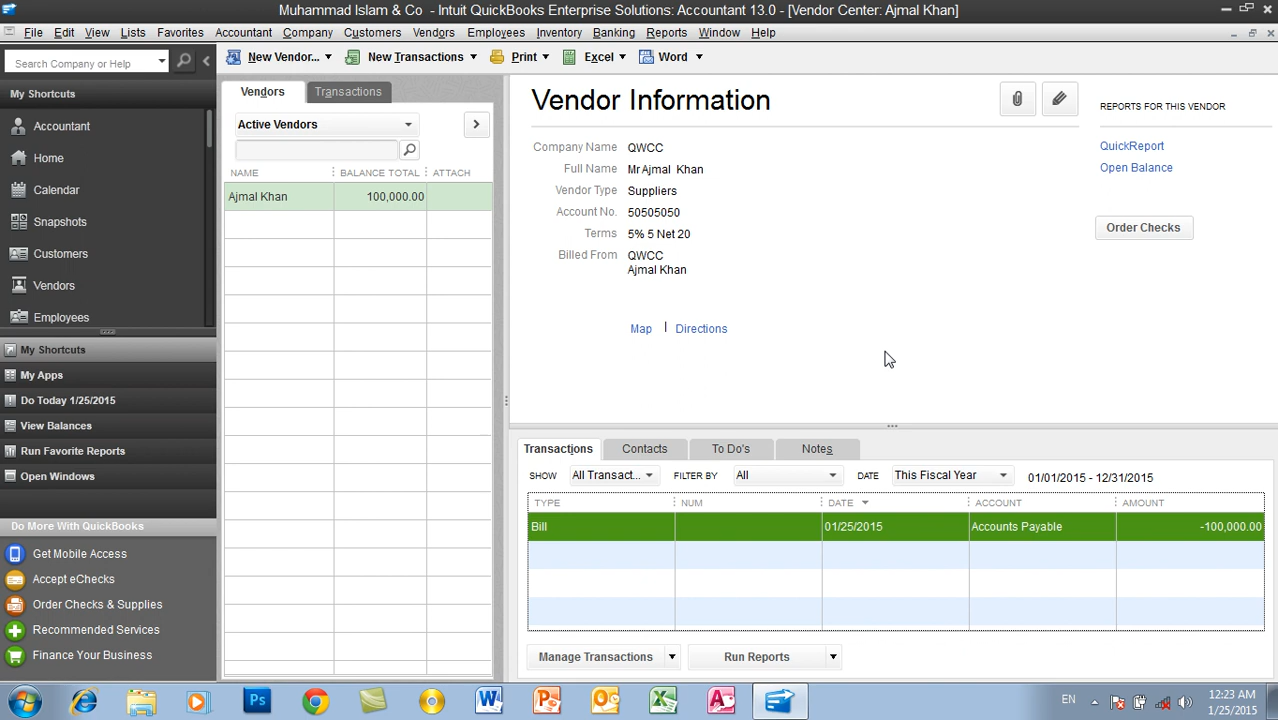 Muhammad Islam & Co - Intuit QuickBooks Enterprise Solutions: Accountant 13.0 - [Vendor Center: Ajmal Khan]
File Edit View Lists Favorites Accountant Company Customers Vendors Employees Inventory Banking Reports Window Help
Search Company or Help
New Vendor... New Transactions Print Excel Word
My Shortcuts
Accountant
Home
Calendar
Snapshots
Customers
Vendors
Employees
My Shortcuts
My Apps
Do Today 1/25/2015
View Balances
Run Favorite Reports
Open Windows
Do More With QuickBooks
Get Mobile Access
Accept eChecks
Order Checks & Supplies
Recommended Services
Finance Your Business
Vendors Transactions
Active Vendors
NAME BALANCE TOTAL ATTACH
Ajmal Khan 100,000.00
Vendor Information
Company Name QWCC
Full Name Mr Ajmal Khan
Vendor Type Suppliers
Account No. 50505050
Terms 5% 5 Net 20
Billed From QWCC
Ajmal Khan
Map | Directions
REPORTS FOR THIS VENDOR
QuickReport
Open Balance
Order Checks
Transactions Contacts To Do's Notes
SHOW All Transact... FILTER BY All DATE This Fiscal Year 01/01/2015 - 12/31/2015
TYPE NUM DATE ACCOUNT AMOUNT
Bill 01/25/2015 Accounts Payable -100,000.00
Manage Transactions Run Reports
Ps
EN
12:23 AM
1/25/2015